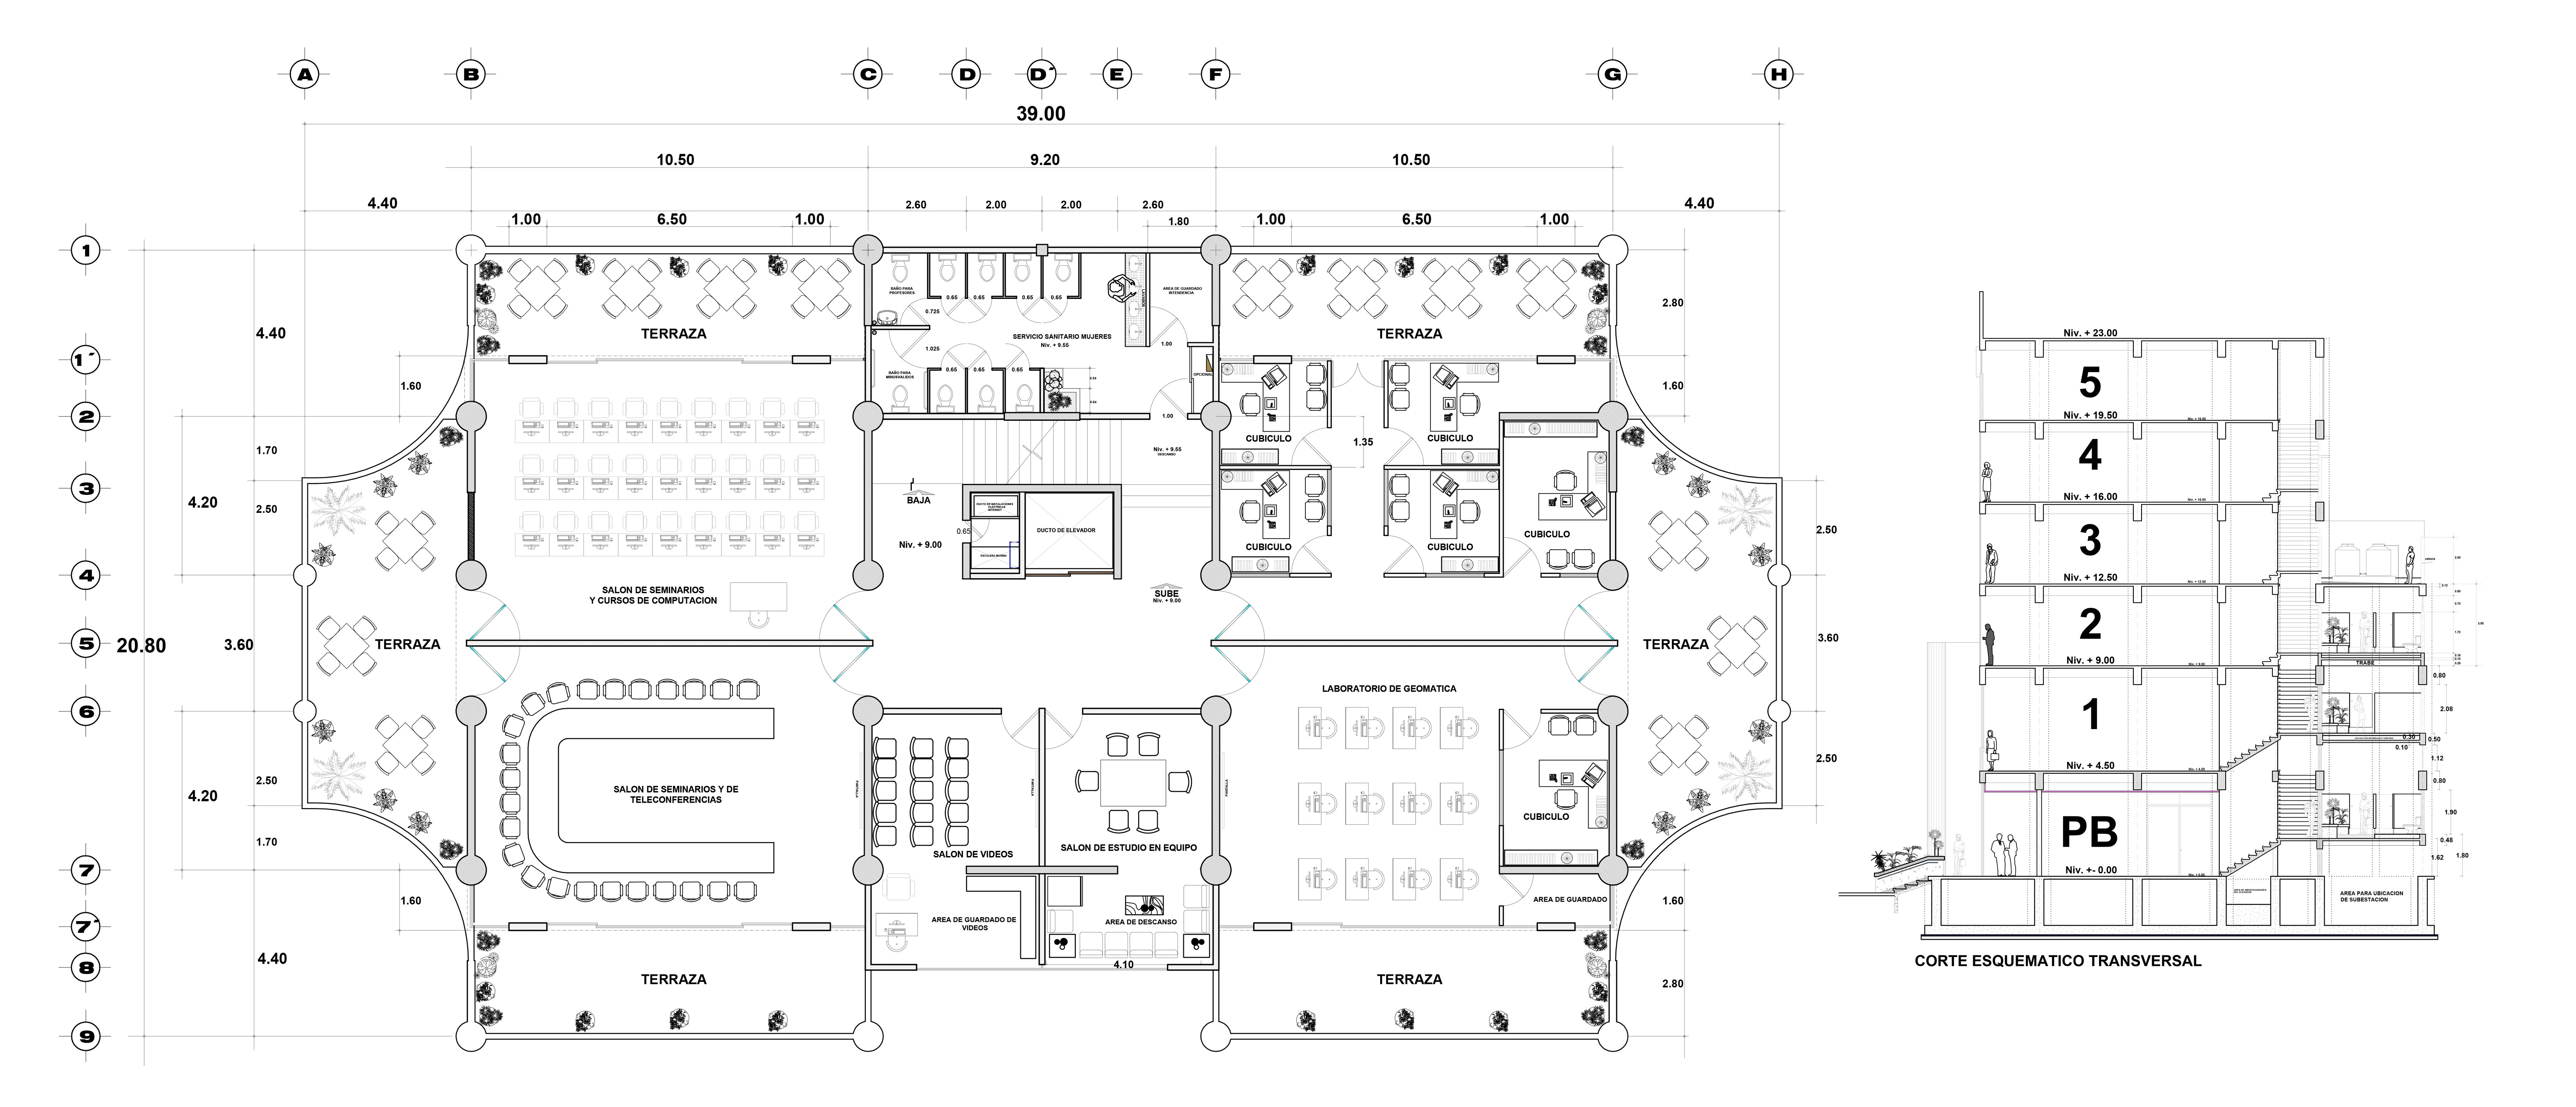 A B C D D´ E F G H
39.00
10.50 9.20 10.50
4.40 2.60 2.00 2.00 2.60 4.40
1.00 6.50 1.00 1.80 1.00 6.50 1.00
1
1´
2
3
4
5
6
7
7´
8
9
20.80
4.40
1.60
4.20
1.70
2.50
3.60
4.20
2.50
1.70
1.60
4.40
TERRAZA
BAÑO PARA
PROFESORES
0.65 0.65 0.65 0.65
0.725
SERVICIO SANITARIO MUJERES
Niv. + 9.55
AREA DE GUARDADO
INTENDENCIA
1.025
1.00
BAÑO PARA
MINUSVALIDOS
0.65 0.65 0.65
OPCIONAL
1.00
TERRAZA
2.80
1.60
CUBICULO
CUBICULO
1.35
Niv. + 9.55
DESCANSO
BAJA
DUCTO DE INSTALACIONES
ELECTRICAS
INTERNET
0.65
DUCTO DE ELEVADOR
ESCALERA MARINA
Niv. + 9.00
CUBICULO
CUBICULO
CUBICULO
2.50
SALON DE SEMINARIOS
Y CURSOS DE COMPUTACION
SUBE
Niv. + 9.00
TERRAZA
TERRAZA
3.60
LABORATORIO DE GEOMATICA
SALON DE SEMINARIOS Y DE
TELECONFERENCIAS
PANTALLA
PANTALLA
PANTALLA
2.50
CUBICULO
SALON DE VIDEOS
SALON DE ESTUDIO EN EQUIPO
AREA DE GUARDADO
1.60
AREA DE GUARDADO DE
VIDEOS
AREA DE DESCANSO
4.10
TERRAZA
TERRAZA
2.80
Niv. + 23.00
5
Niv. + 19.50
4
Niv. + 16.00
3
Niv. + 12.50
2
Niv. + 9.00
TRABE
0.80
1
2.08
0.30
0.50
0.10
Niv. + 4.50
1.12
0.80
PB
1.90
0.48
1.62
1.80
Niv. +- 0.00
AREA PARA UBICACION
DE SUBESTACION
CORTE ESQUEMATICO TRANSVERSAL